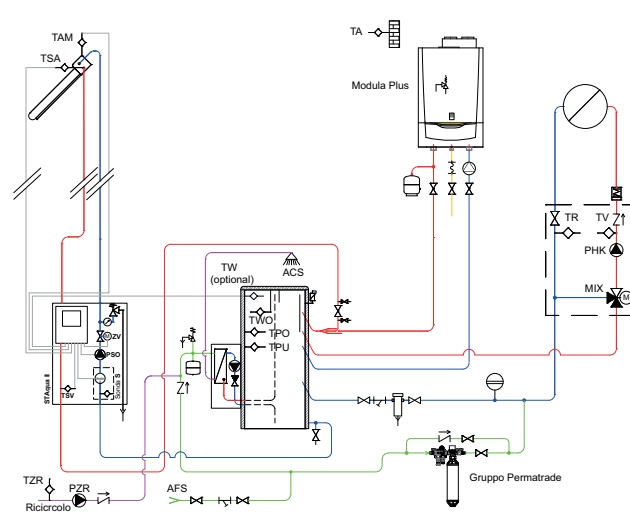 TAM
TSA
TA
Modula Plus
TR
TV
PHK
MIX
M
TW
(optional)
ACS
TWO
TPO
TPU
M
ZV
PSO
Sonda S
TSV
STAqua II
TZR
PZR
Ricicrcolo
AFS
Gruppo Permatrade